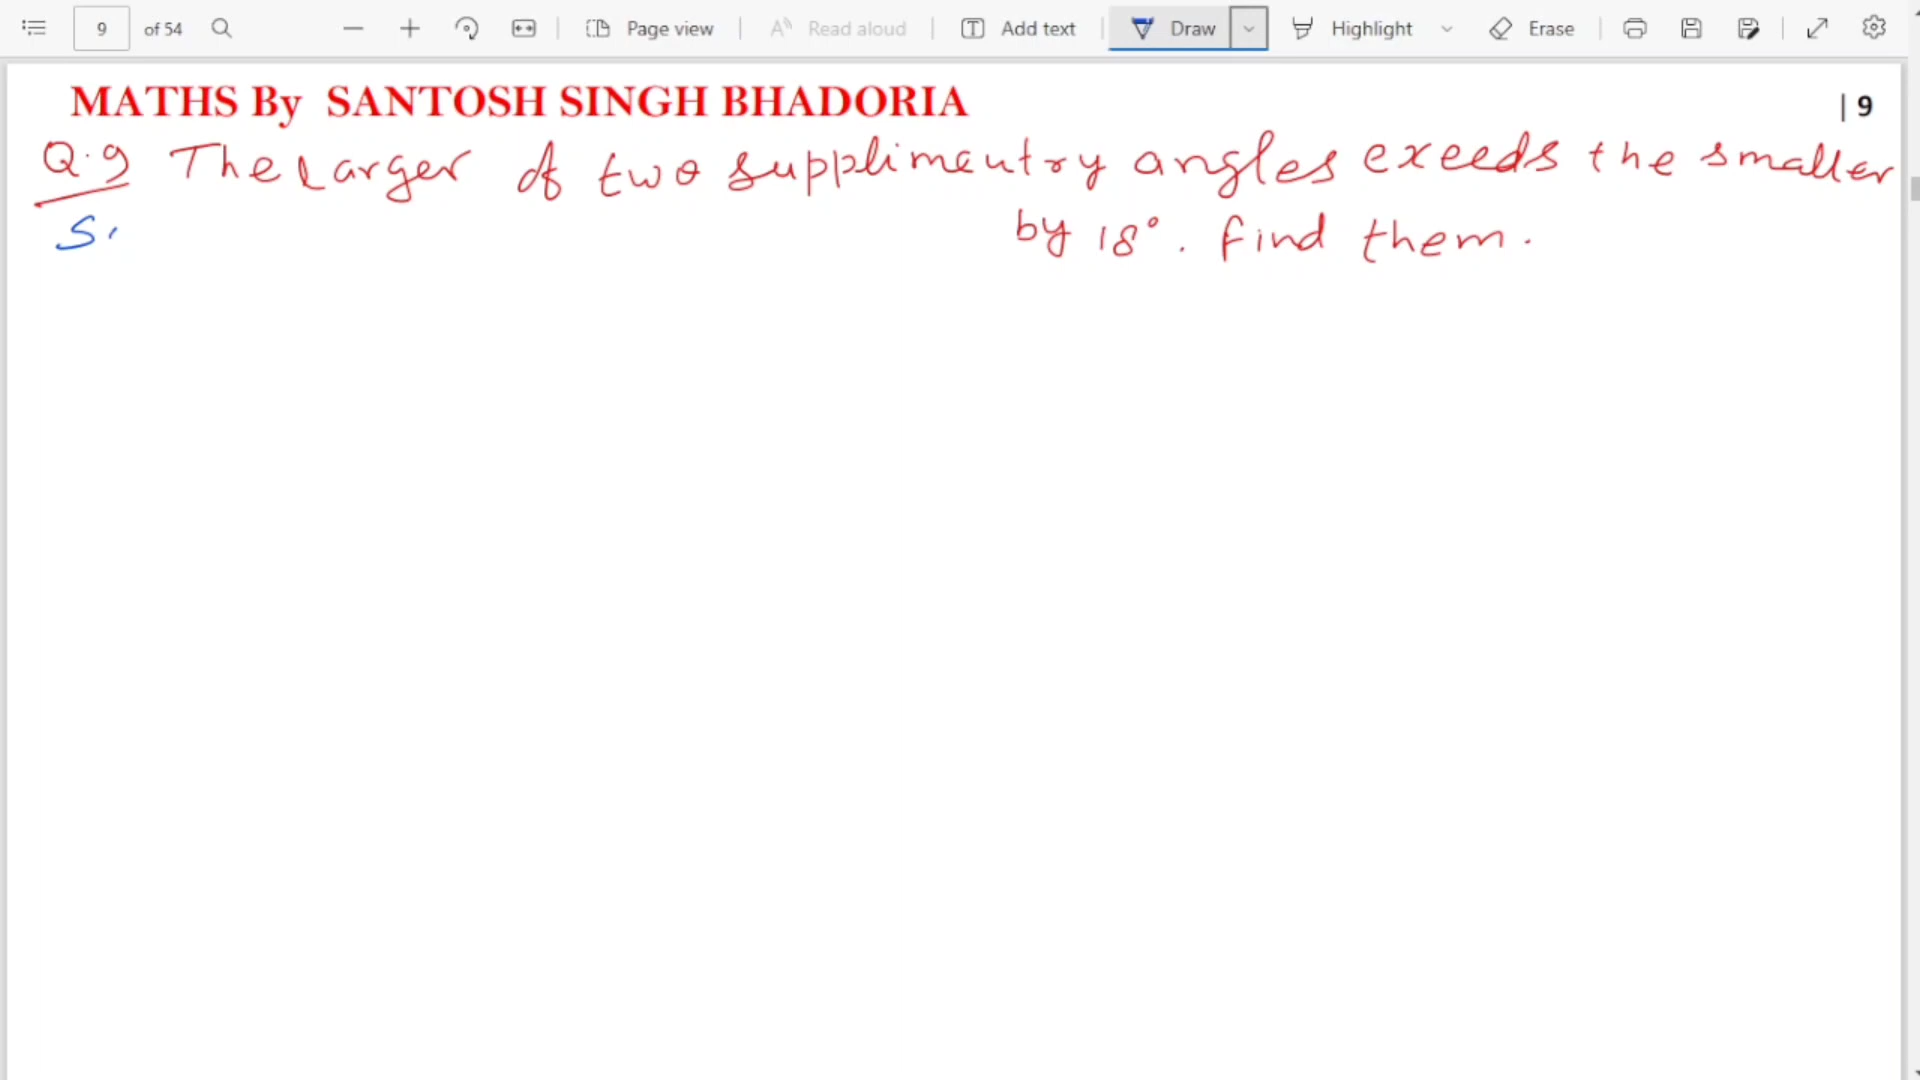 9 of 54 Page view Read aloud Add text Draw Highlight Erase
MATHS By SANTOSH SINGH BHADORIA | 9
Q.9 The Larger of two supplimentry angles exeeds the smaller
by 18°. find them.